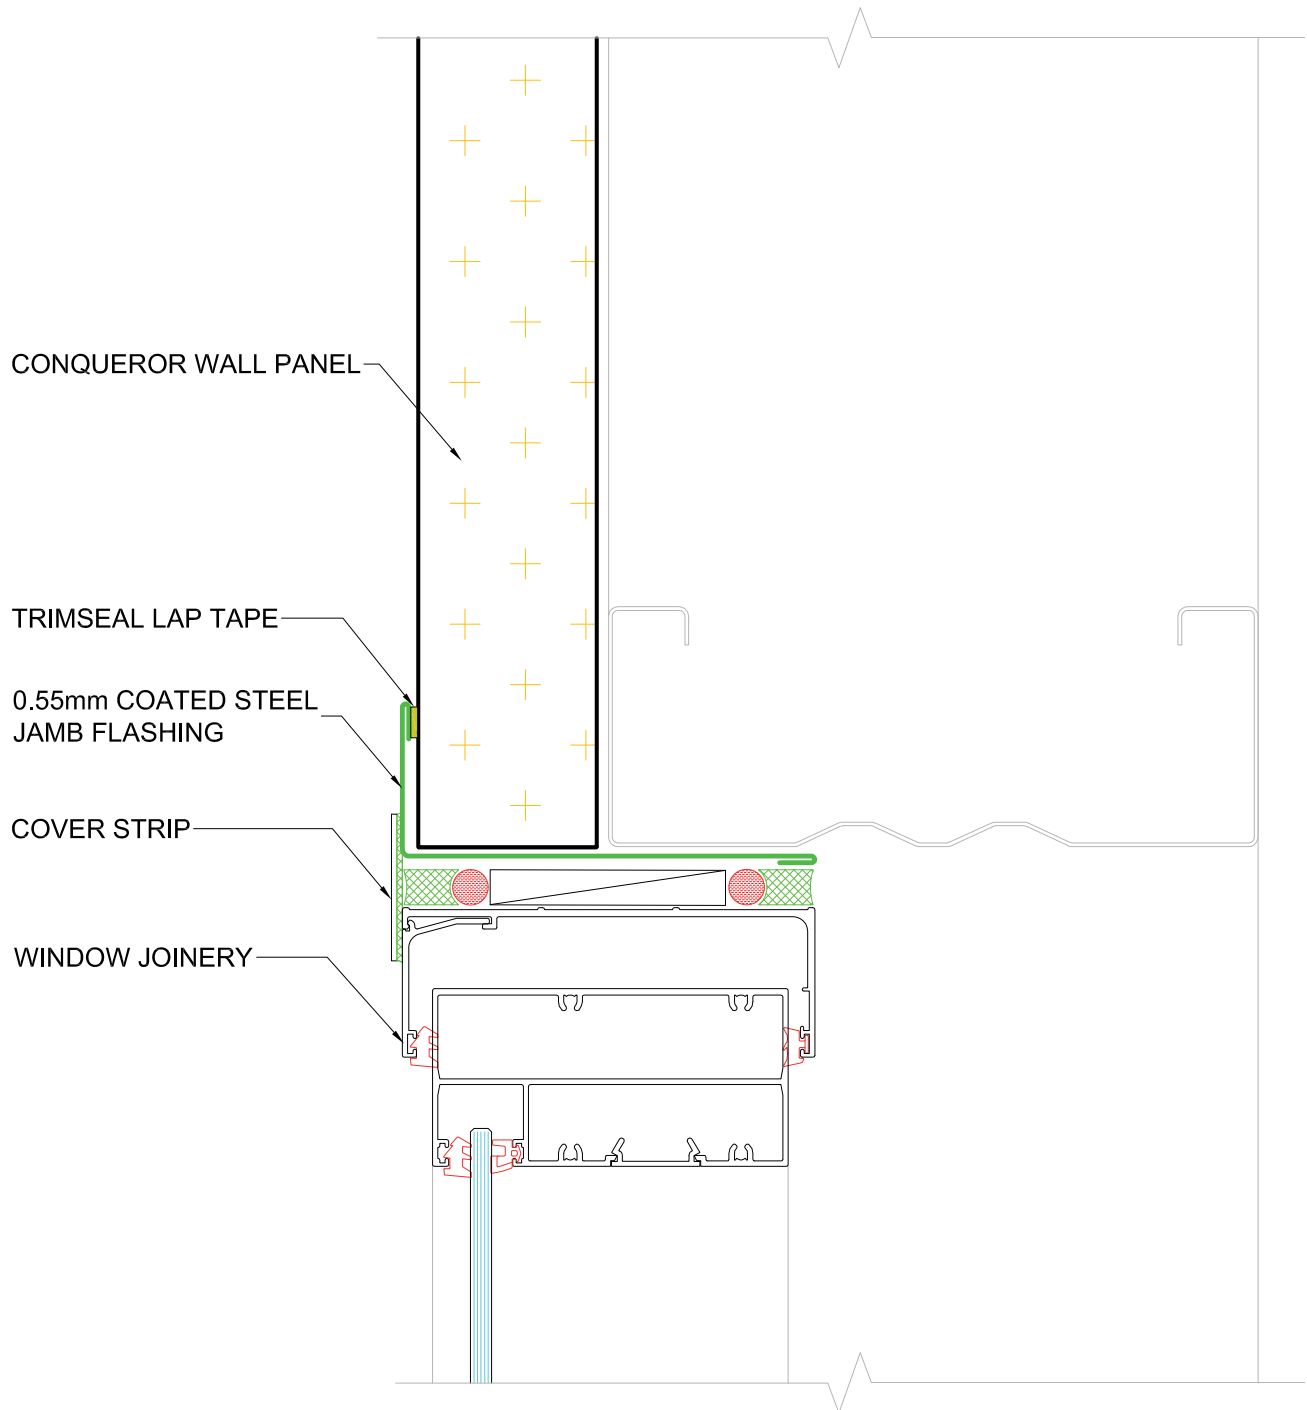 CONQUEROR WALL PANEL
TRIMSEAL LAP TAPE
0.55mm COATED STEEL
JAMB FLASHING
COVER STRIP
WINDOW JOINERY